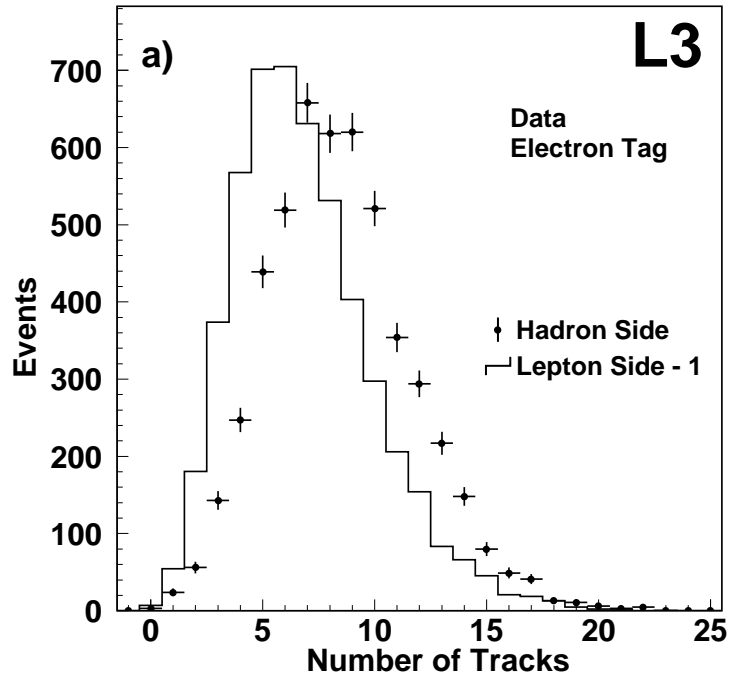 a)
L3
Data
Electron Tag
Hadron Side
Lepton Side - 1
Events
700
600
500
400
300
200
100
0
0 5 10 15 20 25
Number of Tracks